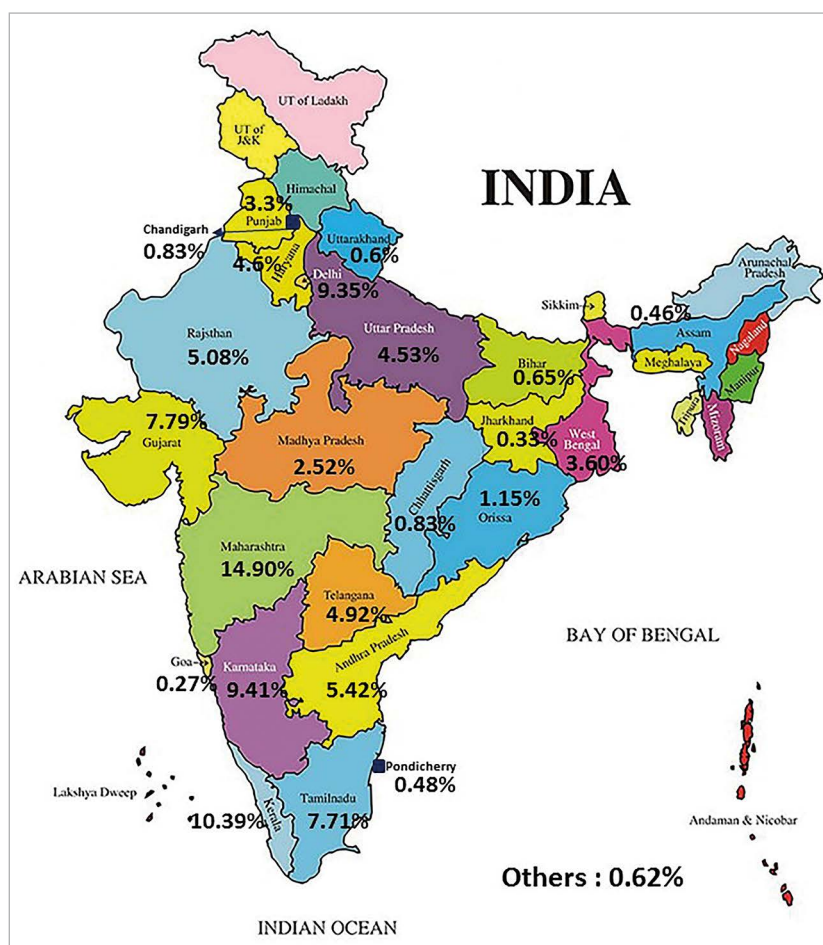 UT of Ladakh
UT of
J&K
INDIA
Himachal
3.3%
Punjab
Chandigarh
0.83%
Uttarakhand
0.6%
4.6%
Haryana
Delhi
9.35%
Arunachal
Pradesh
Sikkim
0.46%
Assam
Nagaland
Rajsthan
5.08%
Uttar Pradesh
4.53%
Bihar
0.65%
Meghalaya
Manipur
Tripura
Mizoram
7.79%
Gujarat
Jharkhand
0.33%
West
Bengal
3.60%
Madhya Pradesh
2.52%
Chhattisgarh
0.83%
1.15%
Orissa
Maharashtra
14.90%
ARABIAN SEA
Telangana
4.92%
BAY OF BENGAL
Andhra Pradesh
5.42%
Goa
0.27%
Karnataka
9.41%
Pondicherry
0.48%
Lakshya Dweep
10.39%
Kerala
Tamilnadu
7.71%
Andaman & Nicobar
Others : 0.62%
INDIAN OCEAN